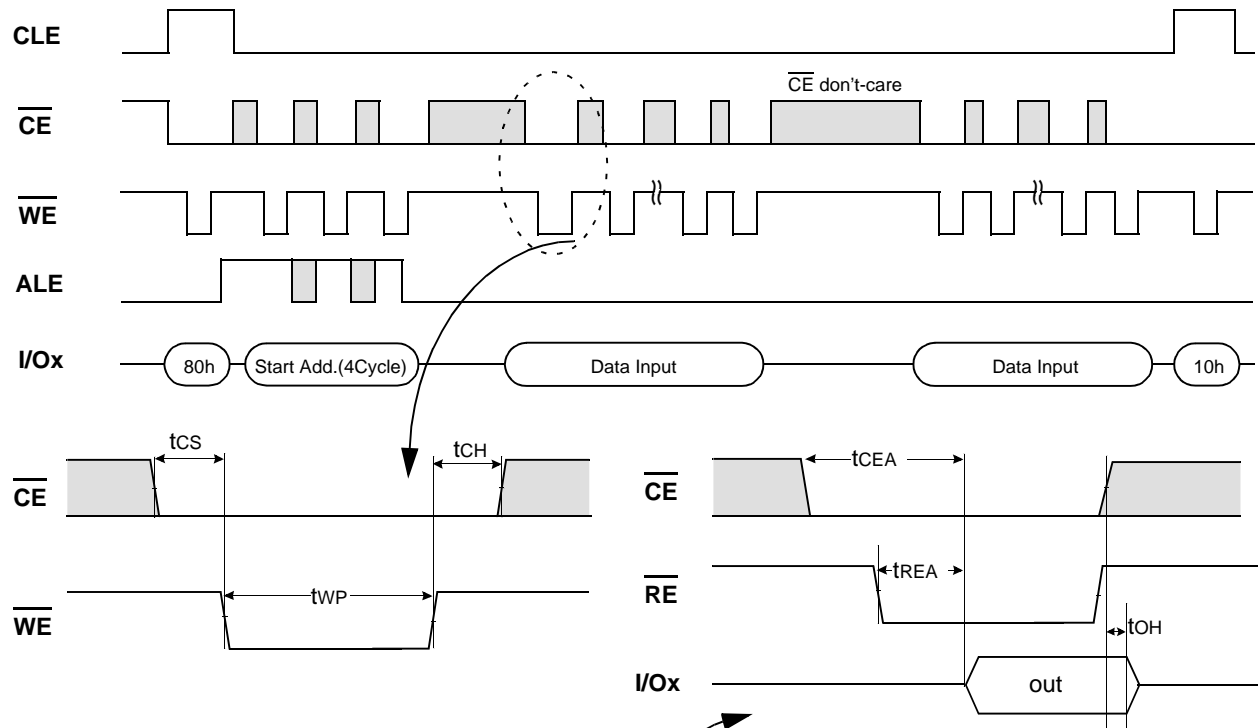 CLE
CE don't-care
CE
WE
ALE
I/Ox
80h
Start Add.(4Cycle)
Data Input
Data Input
10h
tCS
tCH
CE
tWP
WE
tCEA
CE
tREA
RE
tOH
I/Ox
out